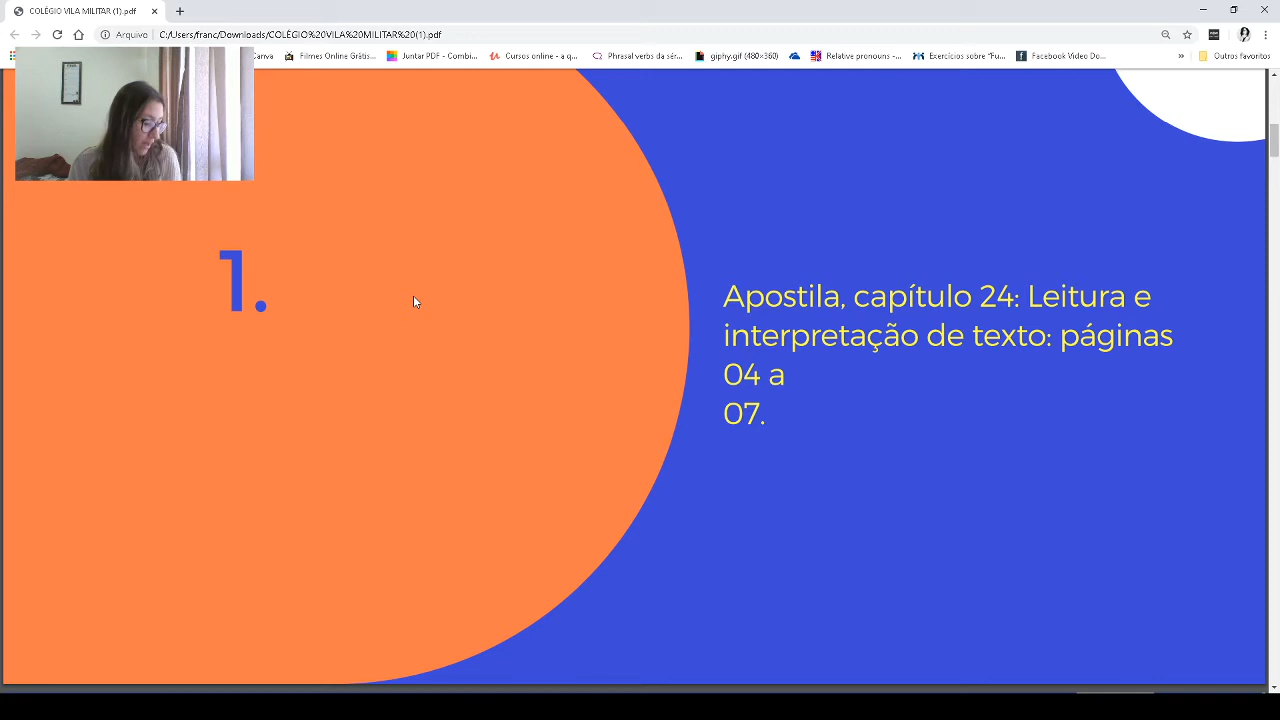 COLÉGIO VILA MILITAR (1).pdf
Arquivo
C:/Users/franc/Downloads/COLÉGIO%20VILA%20MILITAR%20(1).pdf
Canva
Filmes Online Grátis...
Juntar PDF - Combi...
Cursos online - a q...
Phrasal verbs da sér...
giphy.gif (480×360)
Relative pronouns -...
Exercícios sobre "Fu...
Facebook Video Do...
»
Outros favoritos
1.
Apostila, capítulo 24: Leitura e
interpretação de texto: páginas
04 a
07.